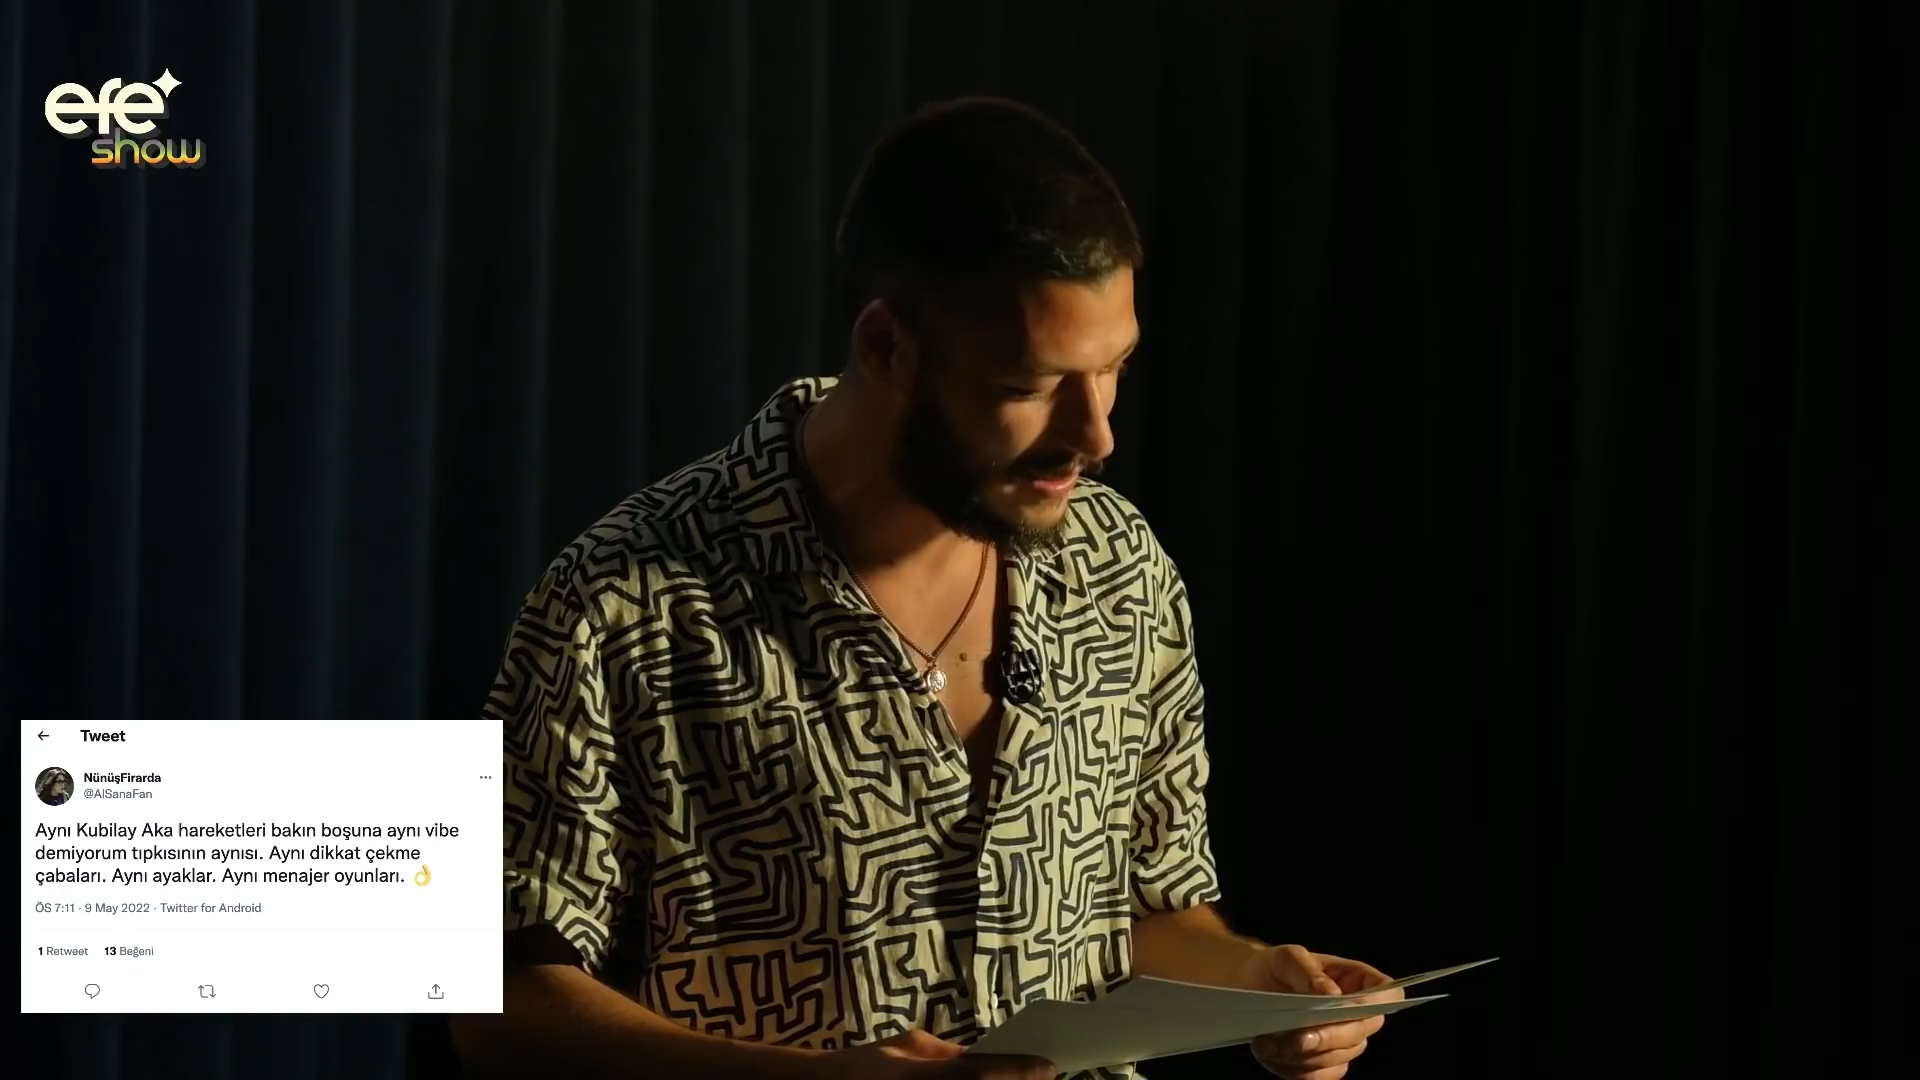 efe
show
Tweet
NünüşFirarda
@AlSanaFan
Aynı Kubilay Aka hareketleri bakın boşuna aynı vibe
demiyorum tıpkısının aynısı. Aynı dikkat çekme
çabaları. Aynı ayaklar. Aynı menajer oyunları. 👌
ÖS 7:11 · 9 May 2022 · Twitter for Android
1 Retweet 13 Beğeni